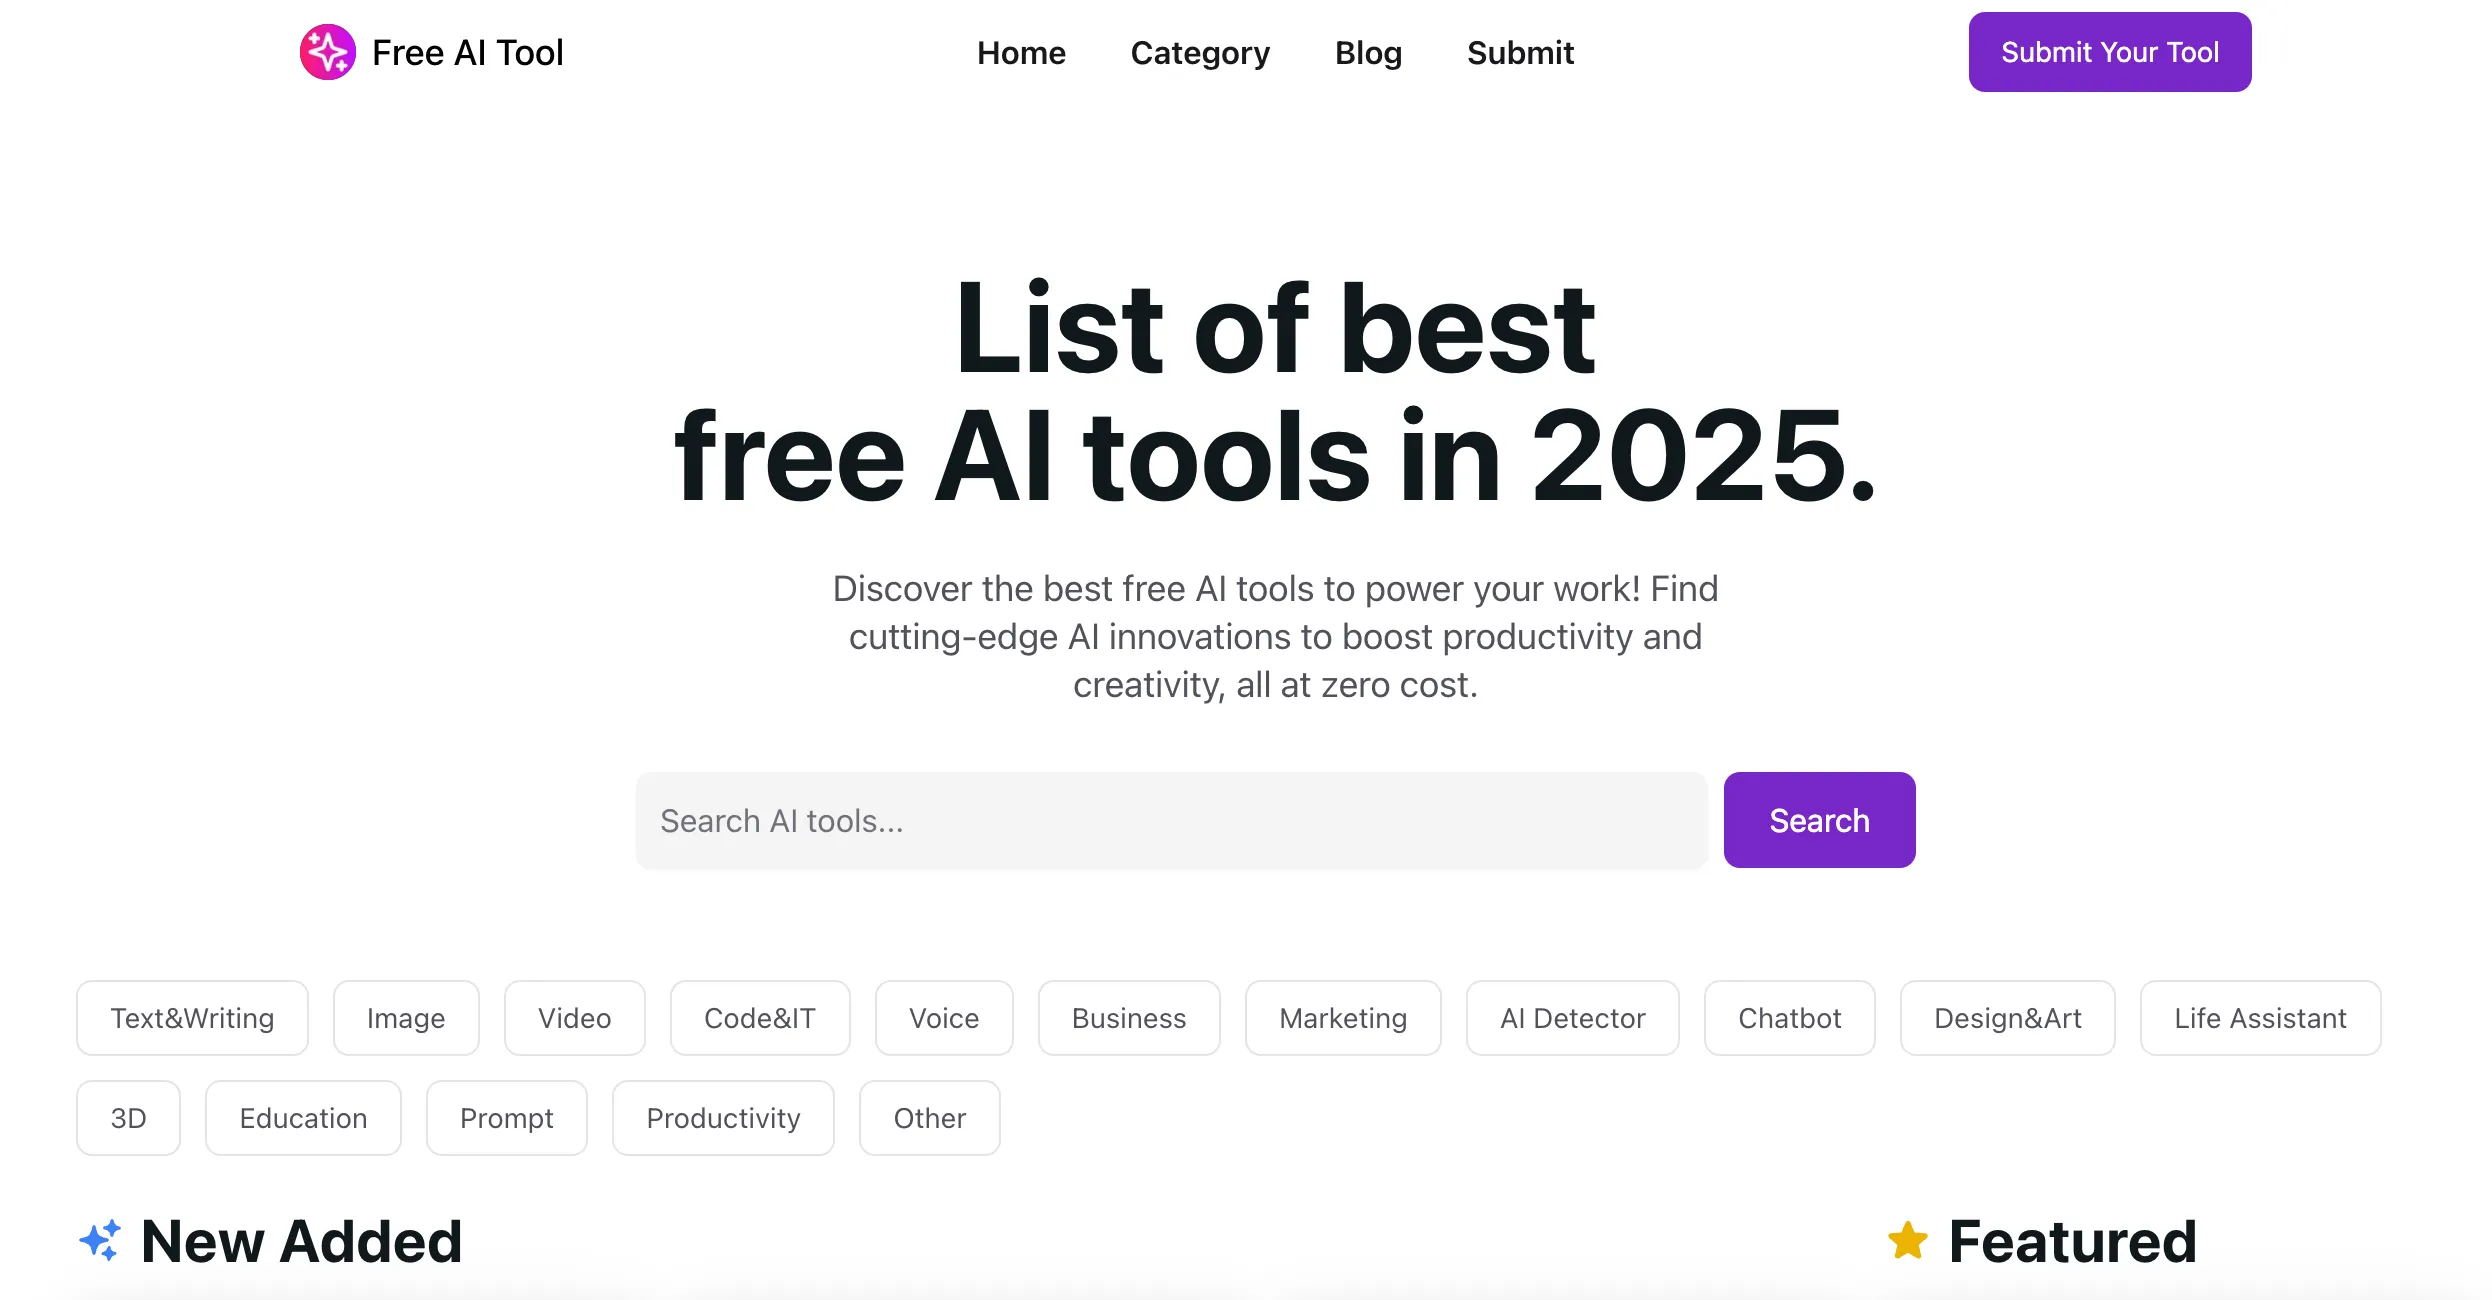 Free AI Tool
Home Category Blog Submit
Submit Your Tool
List of best
free AI tools in 2025.
Discover the best free AI tools to power your work! Find
cutting-edge AI innovations to boost productivity and
creativity, all at zero cost.
Search AI tools...
Search
Text&Writing Image Video Code&IT Voice Business Marketing AI Detector Chatbot Design&Art Life Assistant
3D Education Prompt Productivity Other
New Added
Featured